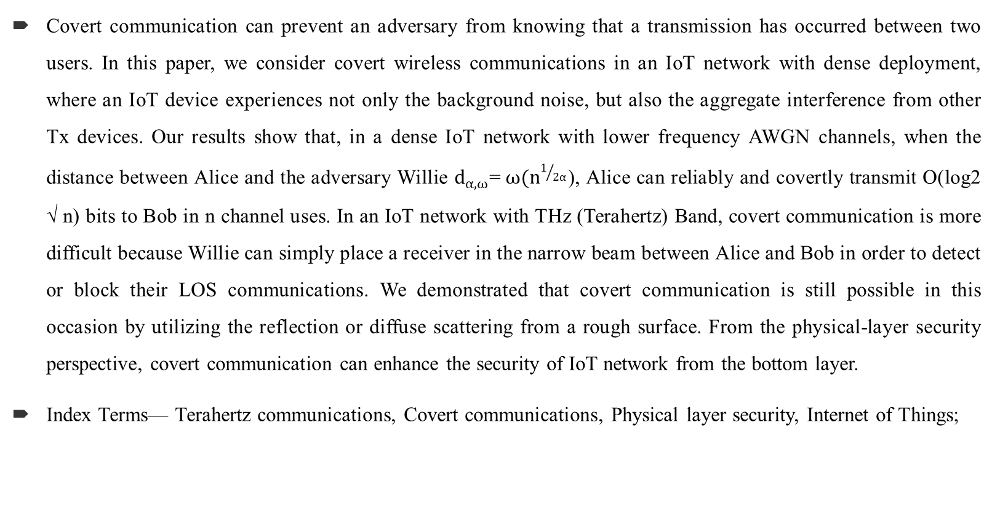 Covert communication can prevent an adversary from knowing that a transmission has occurred between two
users. In this paper, we consider covert wireless communications in an IoT network with dense deployment,
where an IoT device experiences not only the background noise, but also the aggregate interference from other
Tx devices. Our results show that, in a dense IoT network with lower frequency AWGN channels, when the
distance between Alice and the adversary Willie d_{α,ω}= ω(n^{1/2α}), Alice can reliably and covertly transmit O(log2
√ n) bits to Bob in n channel uses. In an IoT network with THz (Terahertz) Band, covert communication is more
difficult because Willie can simply place a receiver in the narrow beam between Alice and Bob in order to detect
or block their LOS communications. We demonstrated that covert communication is still possible in this
occasion by utilizing the reflection or diffuse scattering from a rough surface. From the physical-layer security
perspective, covert communication can enhance the security of IoT network from the bottom layer.
Index Terms— Terahertz communications, Covert communications, Physical layer security, Internet of Things;